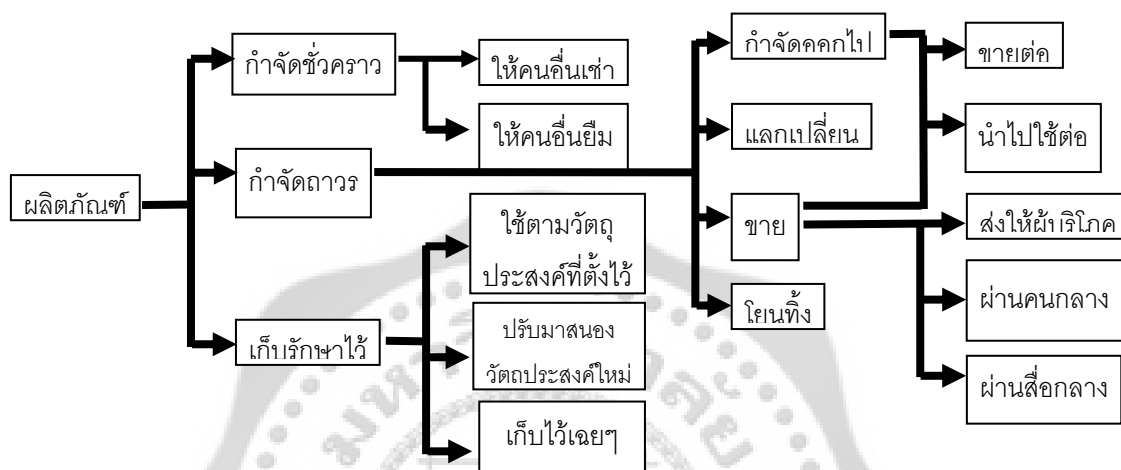 ผลิตภัณฑ์
กำจัดชั่วคราว
ให้คนอื่นเช่า
ให้คนอื่นยืม
กำจัดถาวร
กำจัดคคกไป
ขายต่อ
นำไปใช้ต่อ
แลกเปลี่ยน
ขาย
ส่งให้ผ้บริโภค
ผ่านคนกลาง
ผ่านสื่อกลาง
โยนทิ้ง
เก็บรักษาไว้
ใช้ตามวัตถุ
ประสงค์ที่ตั้งไว้
ปรับมาสนอง
วัตถประสงค์ใหม่
เก็บไว้เฉยๆ